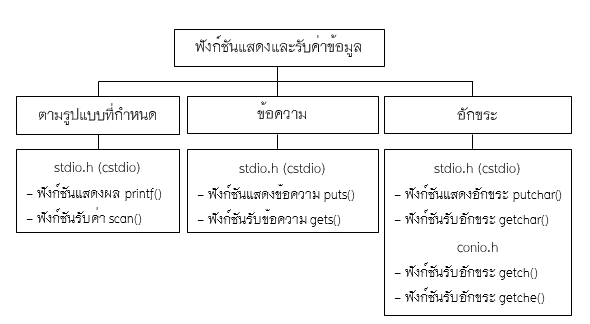 ฟังก์ชันแสดงและรับค่าข้อมูล
ตามรูปแบบที่กำหนด
ข้อความ
อักขระ
stdio.h (cstdio)
– ฟังก์ชันแสดงผล printf()
– ฟังก์ชันรับค่า scan()
stdio.h (cstdio)
– ฟังก์ชันแสดงข้อความ puts()
– ฟังก์ชันรับข้อความ gets()
stdio.h (cstdio)
– ฟังก์ชันแสดงอักขระ putchar()
– ฟังก์ชันรับอักขระ getchar()
conio.h
– ฟังก์ชันรับอักขระ getch()
– ฟังก์ชันรับอักขระ getche()